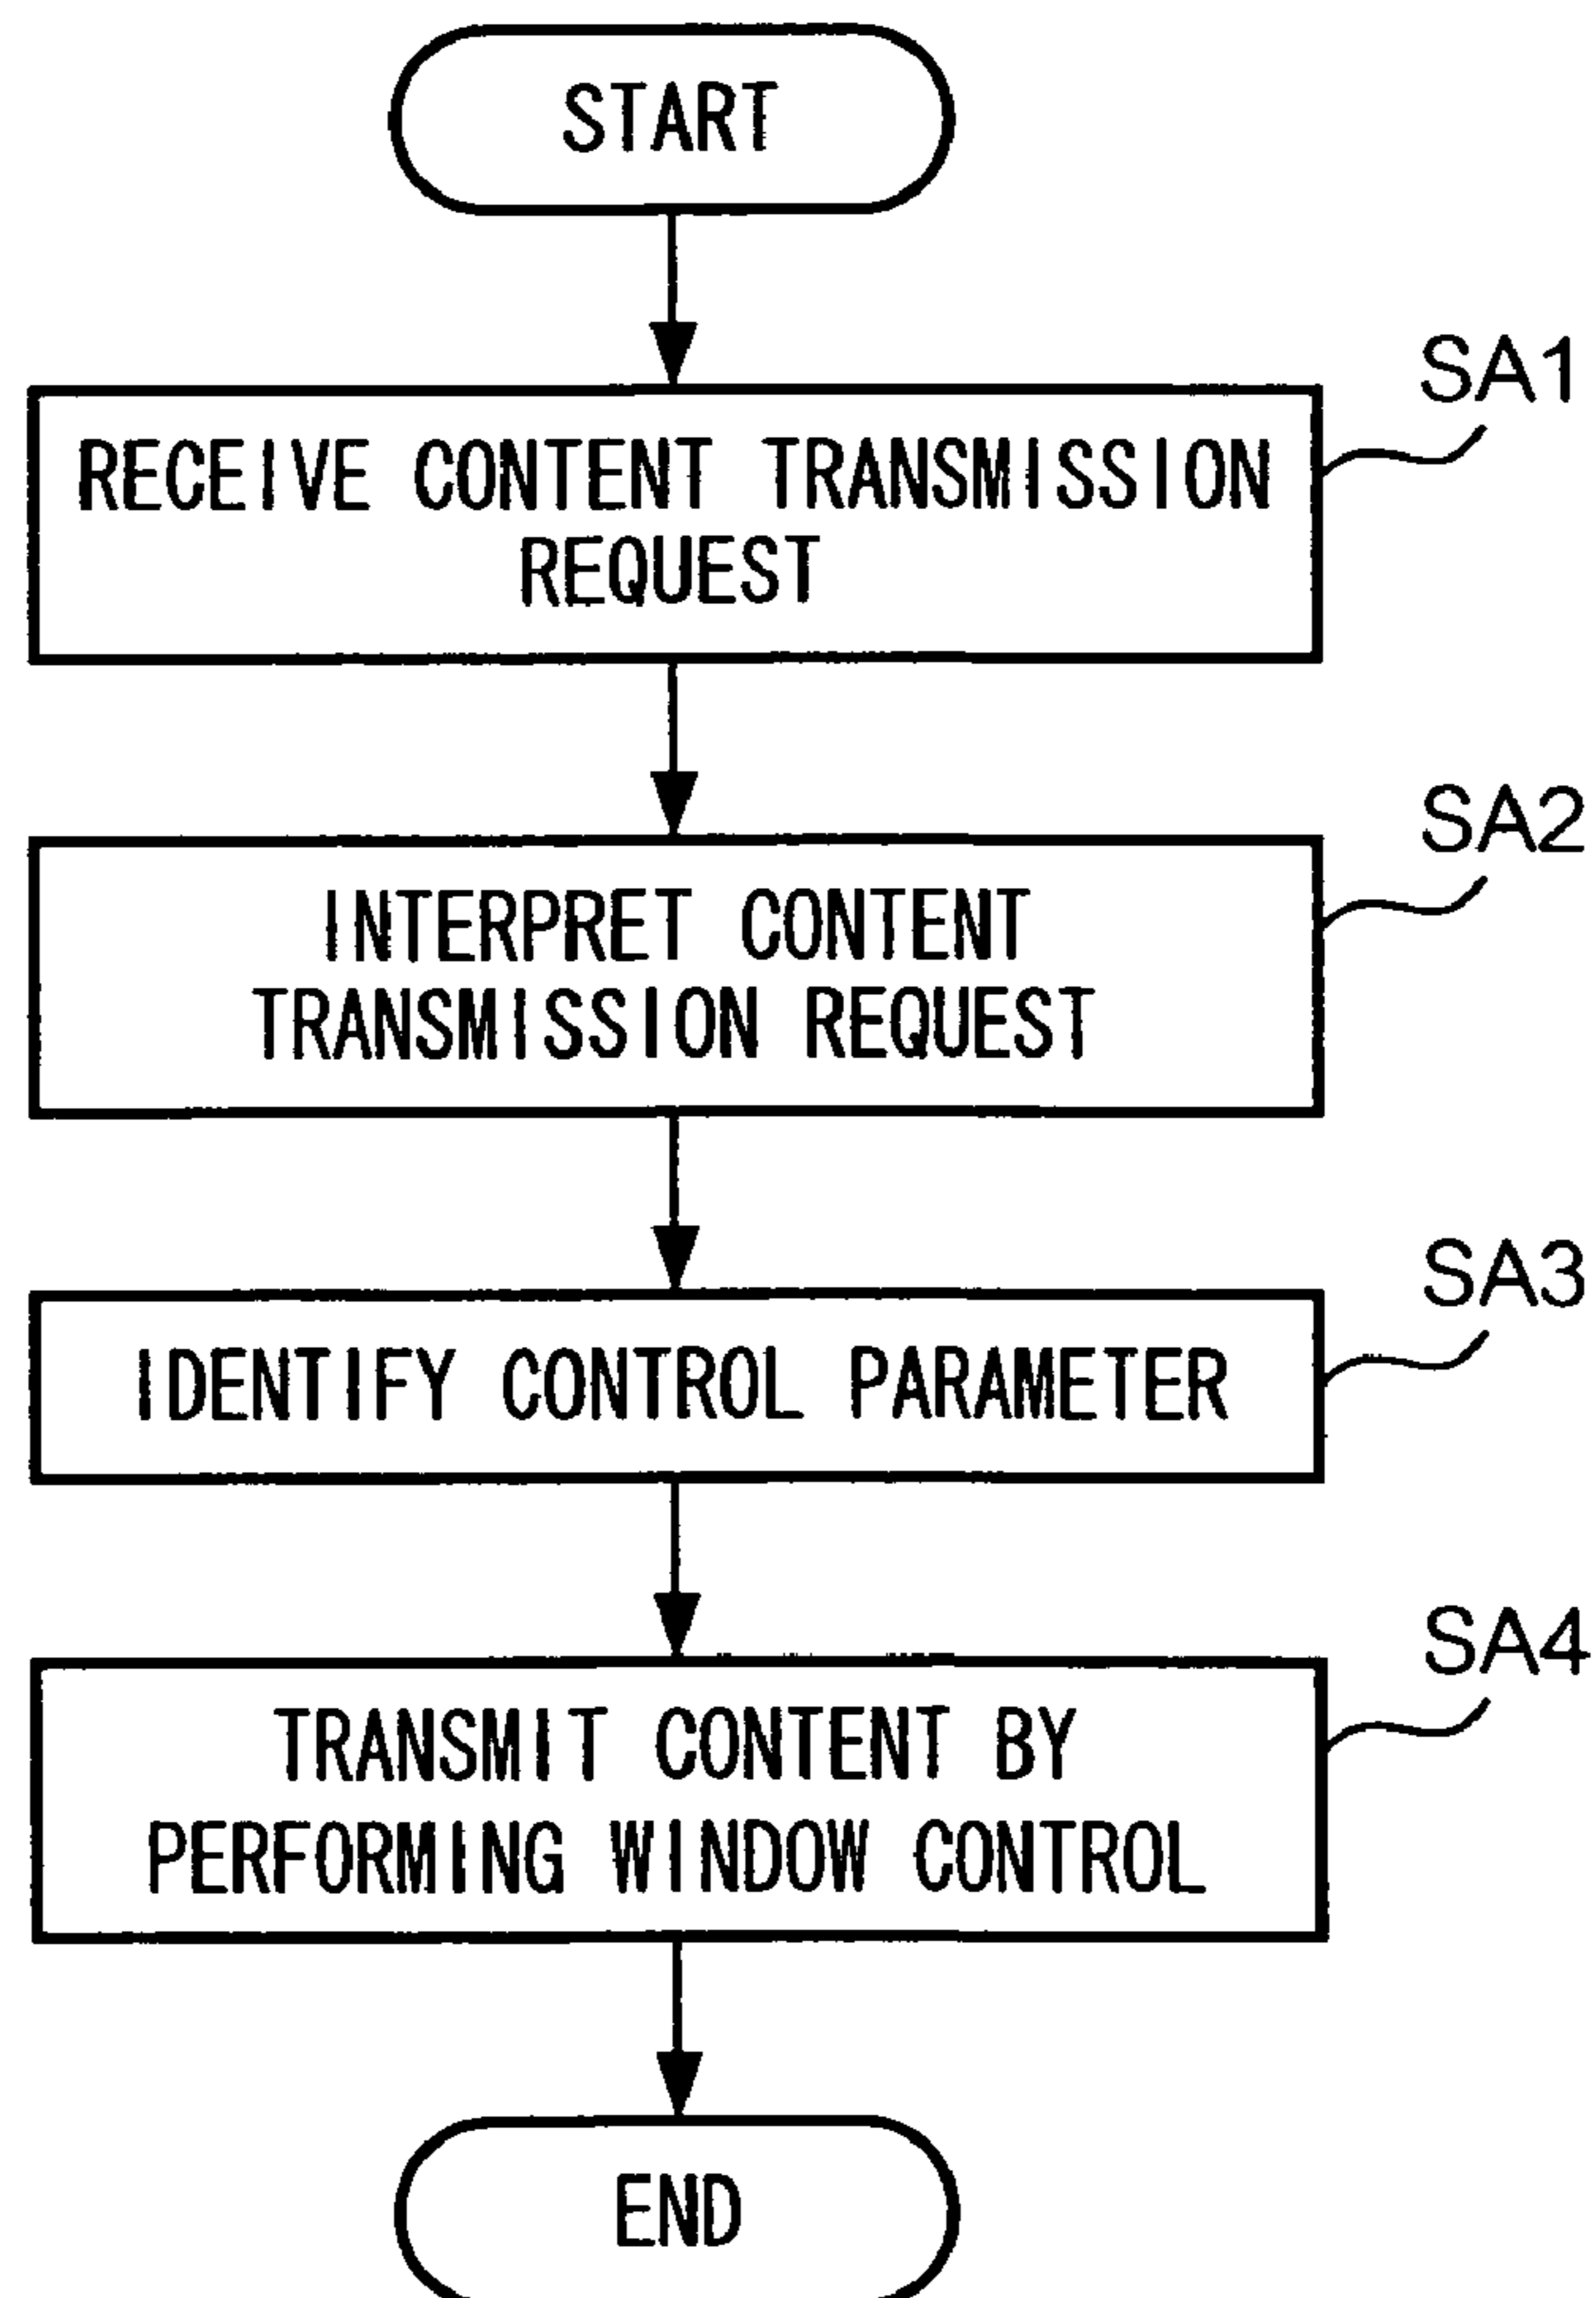 START
SA1
RECEIVE CONTENT TRANSMISSION
REQUEST
SA2
INTERPRET CONTENT
TRANSMISSION REQUEST
SA3
IDENTIFY CONTROL PARAMETER
SA4
TRANSMIT CONTENT BY
PERFORMING WINDOW CONTROL
END